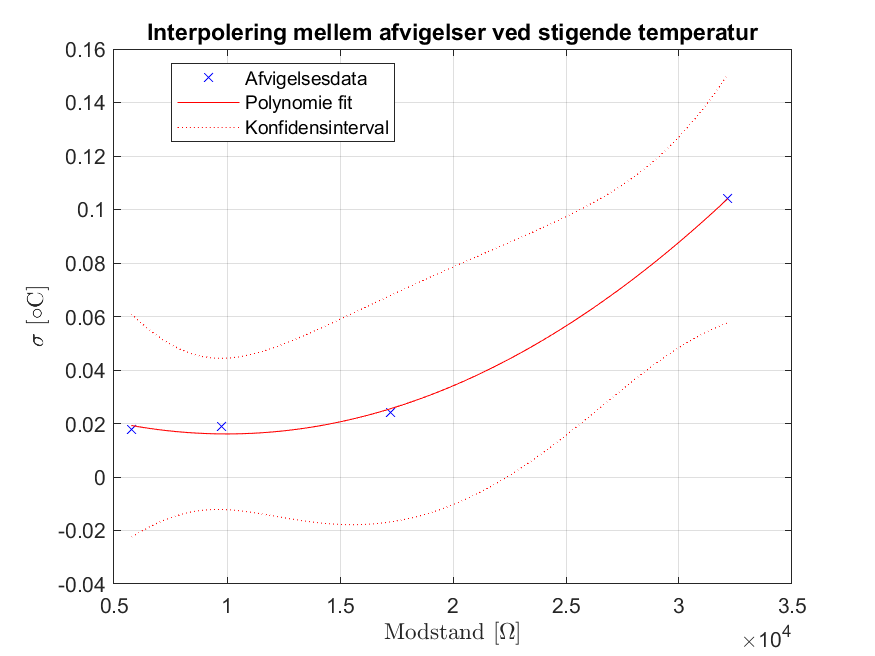 Interpolering mellem afvigelser ved stigende temperatur
Afvigelsesdata
Polynomie fit
Konfidensinterval
0.16
0.14
0.12
0.1
0.08
0.06
0.04
0.02
0
-0.02
-0.04
σ [∘C]
0.5 1 1.5 2 2.5 3 3.5
Modstand [Ω]
×10⁴